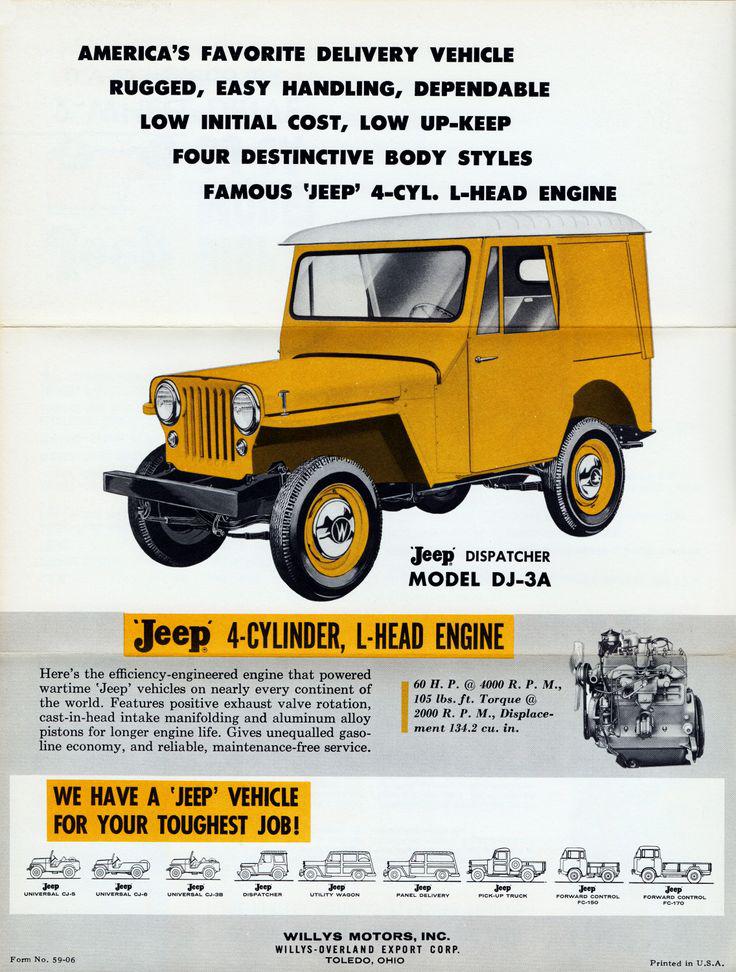 AMERICA'S FAVORITE DELIVERY VEHICLE
RUGGED, EASY HANDLING, DEPENDABLE
LOW INITIAL COST, LOW UP-KEEP
FOUR DESTINCTIVE BODY STYLES
FAMOUS 'JEEP' 4-CYL. L-HEAD ENGINE
W
'Jeep' DISPATCHER
MODEL DJ-3A
'Jeep' 4-CYLINDER, L-HEAD ENGINE
Here's the efficiency-engineered engine that powered
wartime 'Jeep' vehicles on nearly every continent of
the world. Features positive exhaust valve rotation,
cast-in-head intake manifolding and aluminum alloy
pistons for longer engine life. Gives unequalled gaso-
line economy, and reliable, maintenance-free service.
60 H. P. @ 4000 R. P. M.,
105 lbs. ft. Torque @
2000 R. P. M., Displace-
ment 134.2 cu. in.
WE HAVE A 'JEEP' VEHICLE
FOR YOUR TOUGHEST JOB!
Jeep
UNIVERSAL CJ-5
Jeep
UNIVERSAL CJ-6
Jeep
UNIVERSAL CJ-3B
Jeep
DISPATCHER
Jeep
UTILITY WAGON
Jeep
PANEL DELIVERY
Jeep
PICK-UP TRUCK
Jeep
FORWARD CONTROL
FC-150
Jeep
FORWARD CONTROL
FC-170
WILLYS MOTORS, INC.
WILLYS-OVERLAND EXPORT CORP.
TOLEDO, OHIO
Form No. 59-06
Printed in U.S.A.